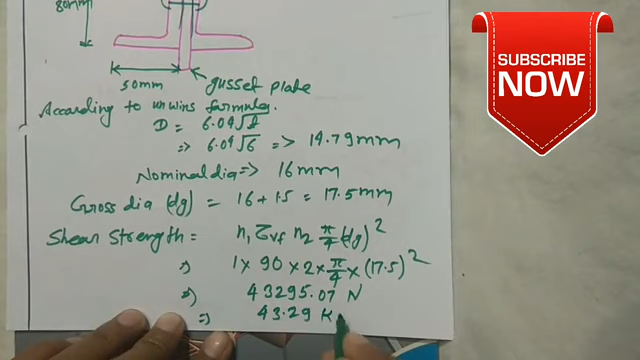 80mm
SUBSCRIBE
NOW
50mm
gusset plate
According to unwins formula.
D = 6.04√t
=> 6.04√6 => 14.79mm
Nominal dia => 16mm
Gross dia (dg) = 16 + 1.5 = 17.5mm
Shear Strength = n₁ τvf n₂ π/4 (dg)²
=> 1 × 90 × 2 × π/4 × (17.5)²
=> 43295.07 N
=> 43.29 K